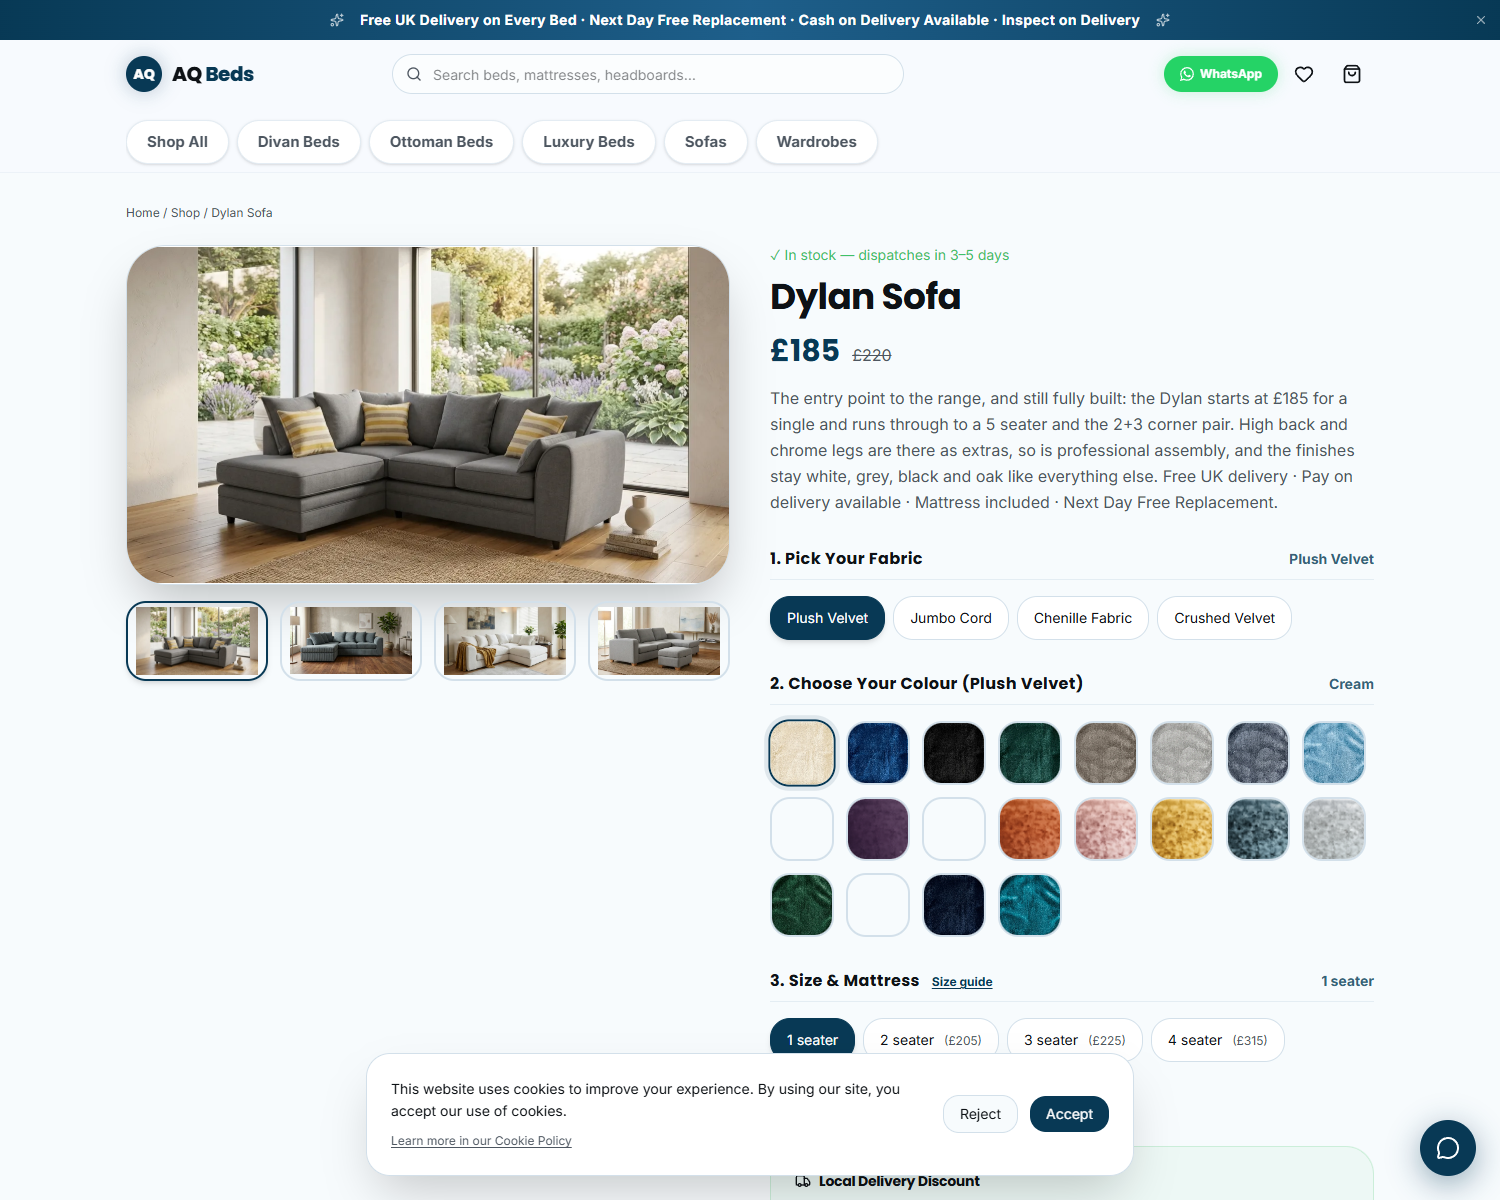 Free UK Delivery on Every Bed · Next Day Free Replacement · Cash on Delivery Available · Inspect on Delivery
AQ AQ Beds
Search beds, mattresses, headboards...
WhatsApp
Shop All
Divan Beds
Ottoman Beds
Luxury Beds
Sofas
Wardrobes
Home / Shop / Dylan Sofa
✓ In stock — dispatches in 3–5 days
Dylan Sofa
£185 £220
The entry point to the range, and still fully built: the Dylan starts at £185 for a
single and runs through to a 5 seater and the 2+3 corner pair. High back and
chrome legs are there as extras, so is professional assembly, and the finishes
stay white, grey, black and oak like everything else. Free UK delivery · Pay on
delivery available · Mattress included · Next Day Free Replacement.
1. Pick Your Fabric Plush Velvet
Plush Velvet
Jumbo Cord
Chenille Fabric
Crushed Velvet
2. Choose Your Colour (Plush Velvet) Cream
3. Size & Mattress Size guide 1 seater
1 seater
2 seater (£205)
3 seater (£225)
4 seater (£315)
This website uses cookies to improve your experience. By using our site, you
accept our use of cookies.
Learn more in our Cookie Policy
Reject
Accept
Local Delivery Discount